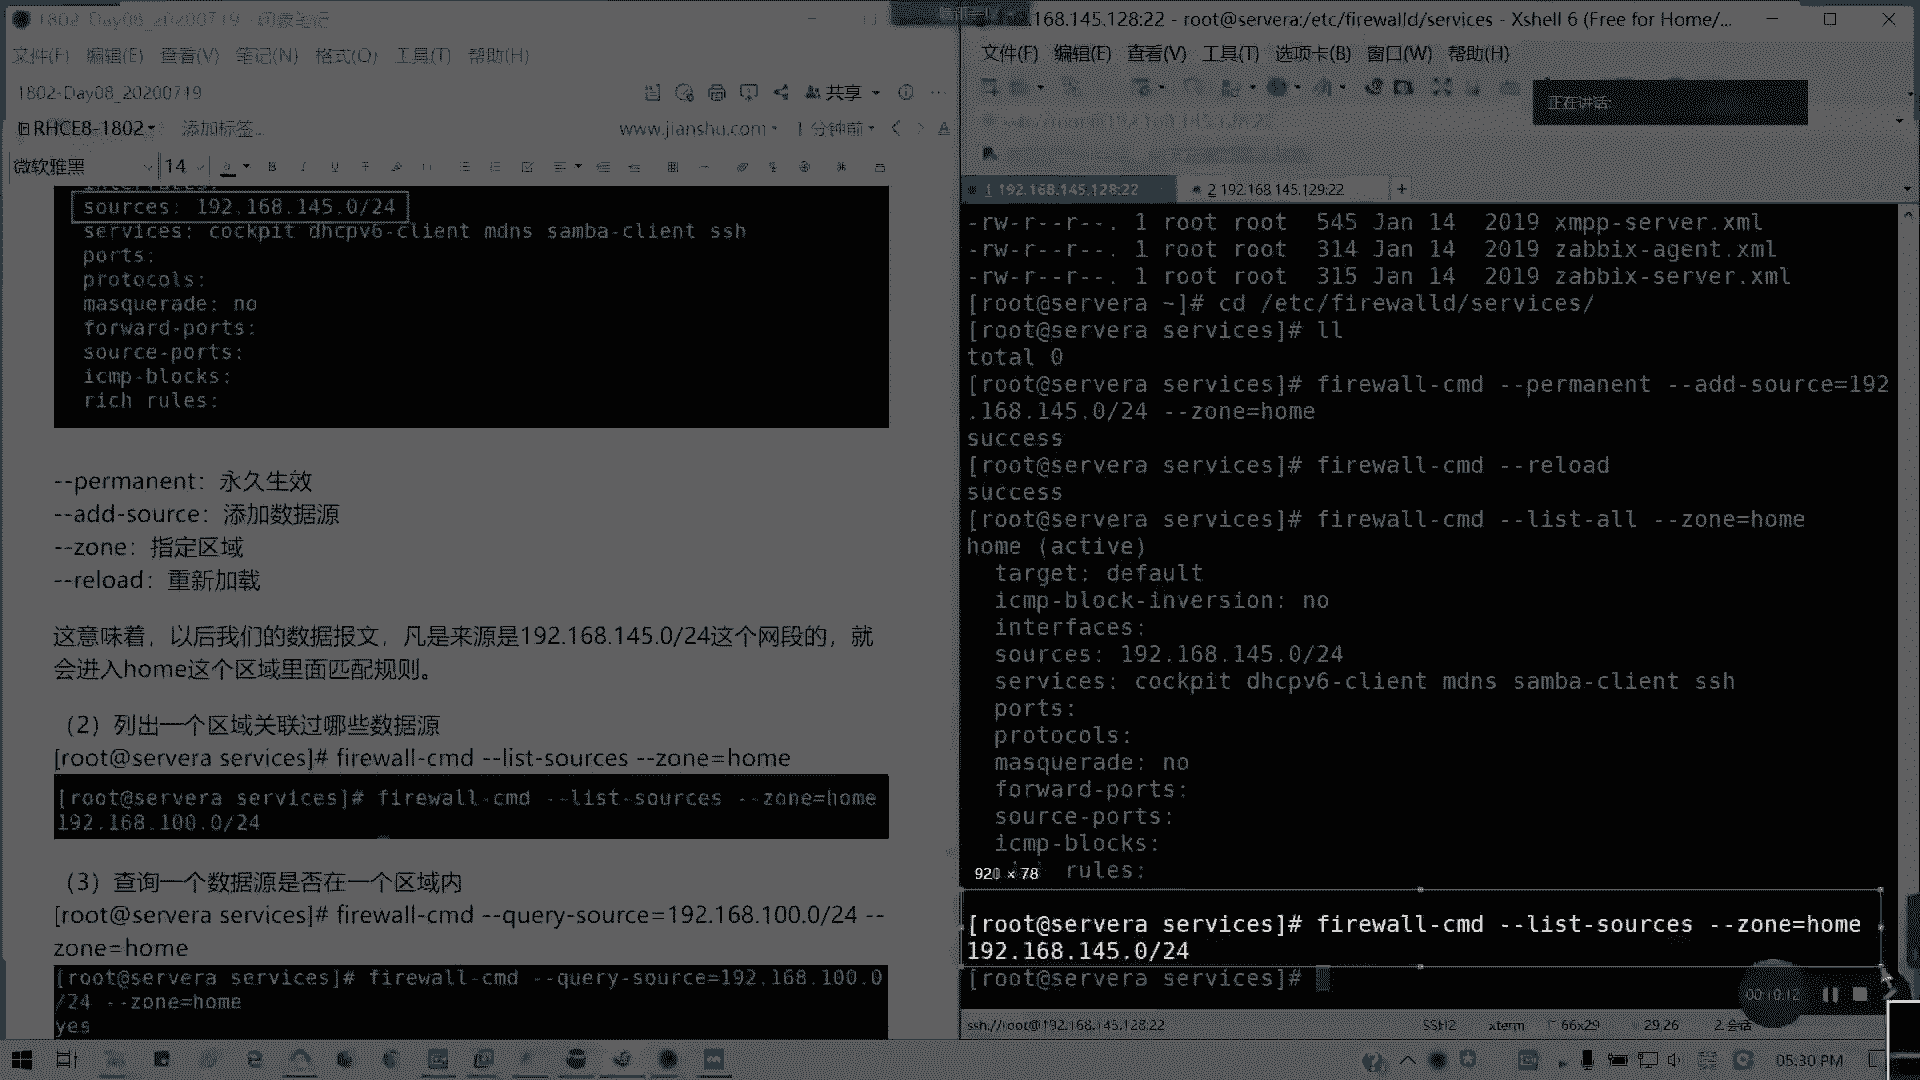 1802-Day08_20200719 - 印象笔记
文件(F) 编辑(E) 查看(V) 笔记(N) 格式(O) 工具(T) 帮助(H)
1802-Day08_20200719
共享
RHCE8-1802
添加标签...
www.jianshu.com
1 分钟前
微软雅黑
14
sources: 192.168.145.0/24
services: cockpit dhcpv6-client mdns samba-client ssh
ports:
protocols:
masquerade: no
forward-ports:
source-ports:
icmp-blocks:
rich rules:
--permanent：永久生效
--add-source：添加数据源
--zone：指定区域
--reload：重新加载
这意味着，以后我们的数据报文，凡是来源是192.168.145.0/24这个网段的，就
会进入home这个区域里面匹配规则。
（2）列出一个区域关联过哪些数据源
[root@servera services]# firewall-cmd --list-sources --zone=home
[root@servera services]# firewall-cmd --list-sources --zone=home
192.168.100.0/24
（3）查询一个数据源是否在一个区域内
[root@servera services]# firewall-cmd --query-source=192.168.100.0/24 --
zone=home
[root@servera services]# firewall-cmd --query-source=192.168.100.0
/24 --zone=home
yes
168.145.128:22 - root@servera:/etc/firewalld/services - Xshell 6 (Free for Home/...
文件(F) 编辑(E) 查看(V) 工具(T) 选项卡(B) 窗口(W) 帮助(H)
正在讲话:
1 192.168.145.128:22
2 192.168.145.129:22
-rw-r--r--. 1 root root 545 Jan 14 2019 xmpp-server.xml
-rw-r--r--. 1 root root 314 Jan 14 2019 zabbix-agent.xml
-rw-r--r--. 1 root root 315 Jan 14 2019 zabbix-server.xml
[root@servera ~]# cd /etc/firewalld/services/
[root@servera services]# ll
total 0
[root@servera services]# firewall-cmd --permanent --add-source=192
.168.145.0/24 --zone=home
success
[root@servera services]# firewall-cmd --reload
success
[root@servera services]# firewall-cmd --list-all --zone=home
home (active)
target: default
icmp-block-inversion: no
interfaces:
sources: 192.168.145.0/24
services: cockpit dhcpv6-client mdns samba-client ssh
ports:
protocols:
masquerade: no
forward-ports:
source-ports:
icmp-blocks:
rules:
920 × 78
[root@servera services]# firewall-cmd --list-sources --zone=home
192.168.145.0/24
[root@servera services]#
00:10:12
ssh://root@192.168.145.128:22
SSH2
xterm
66x29
29,26
2 会话
05:30 PM